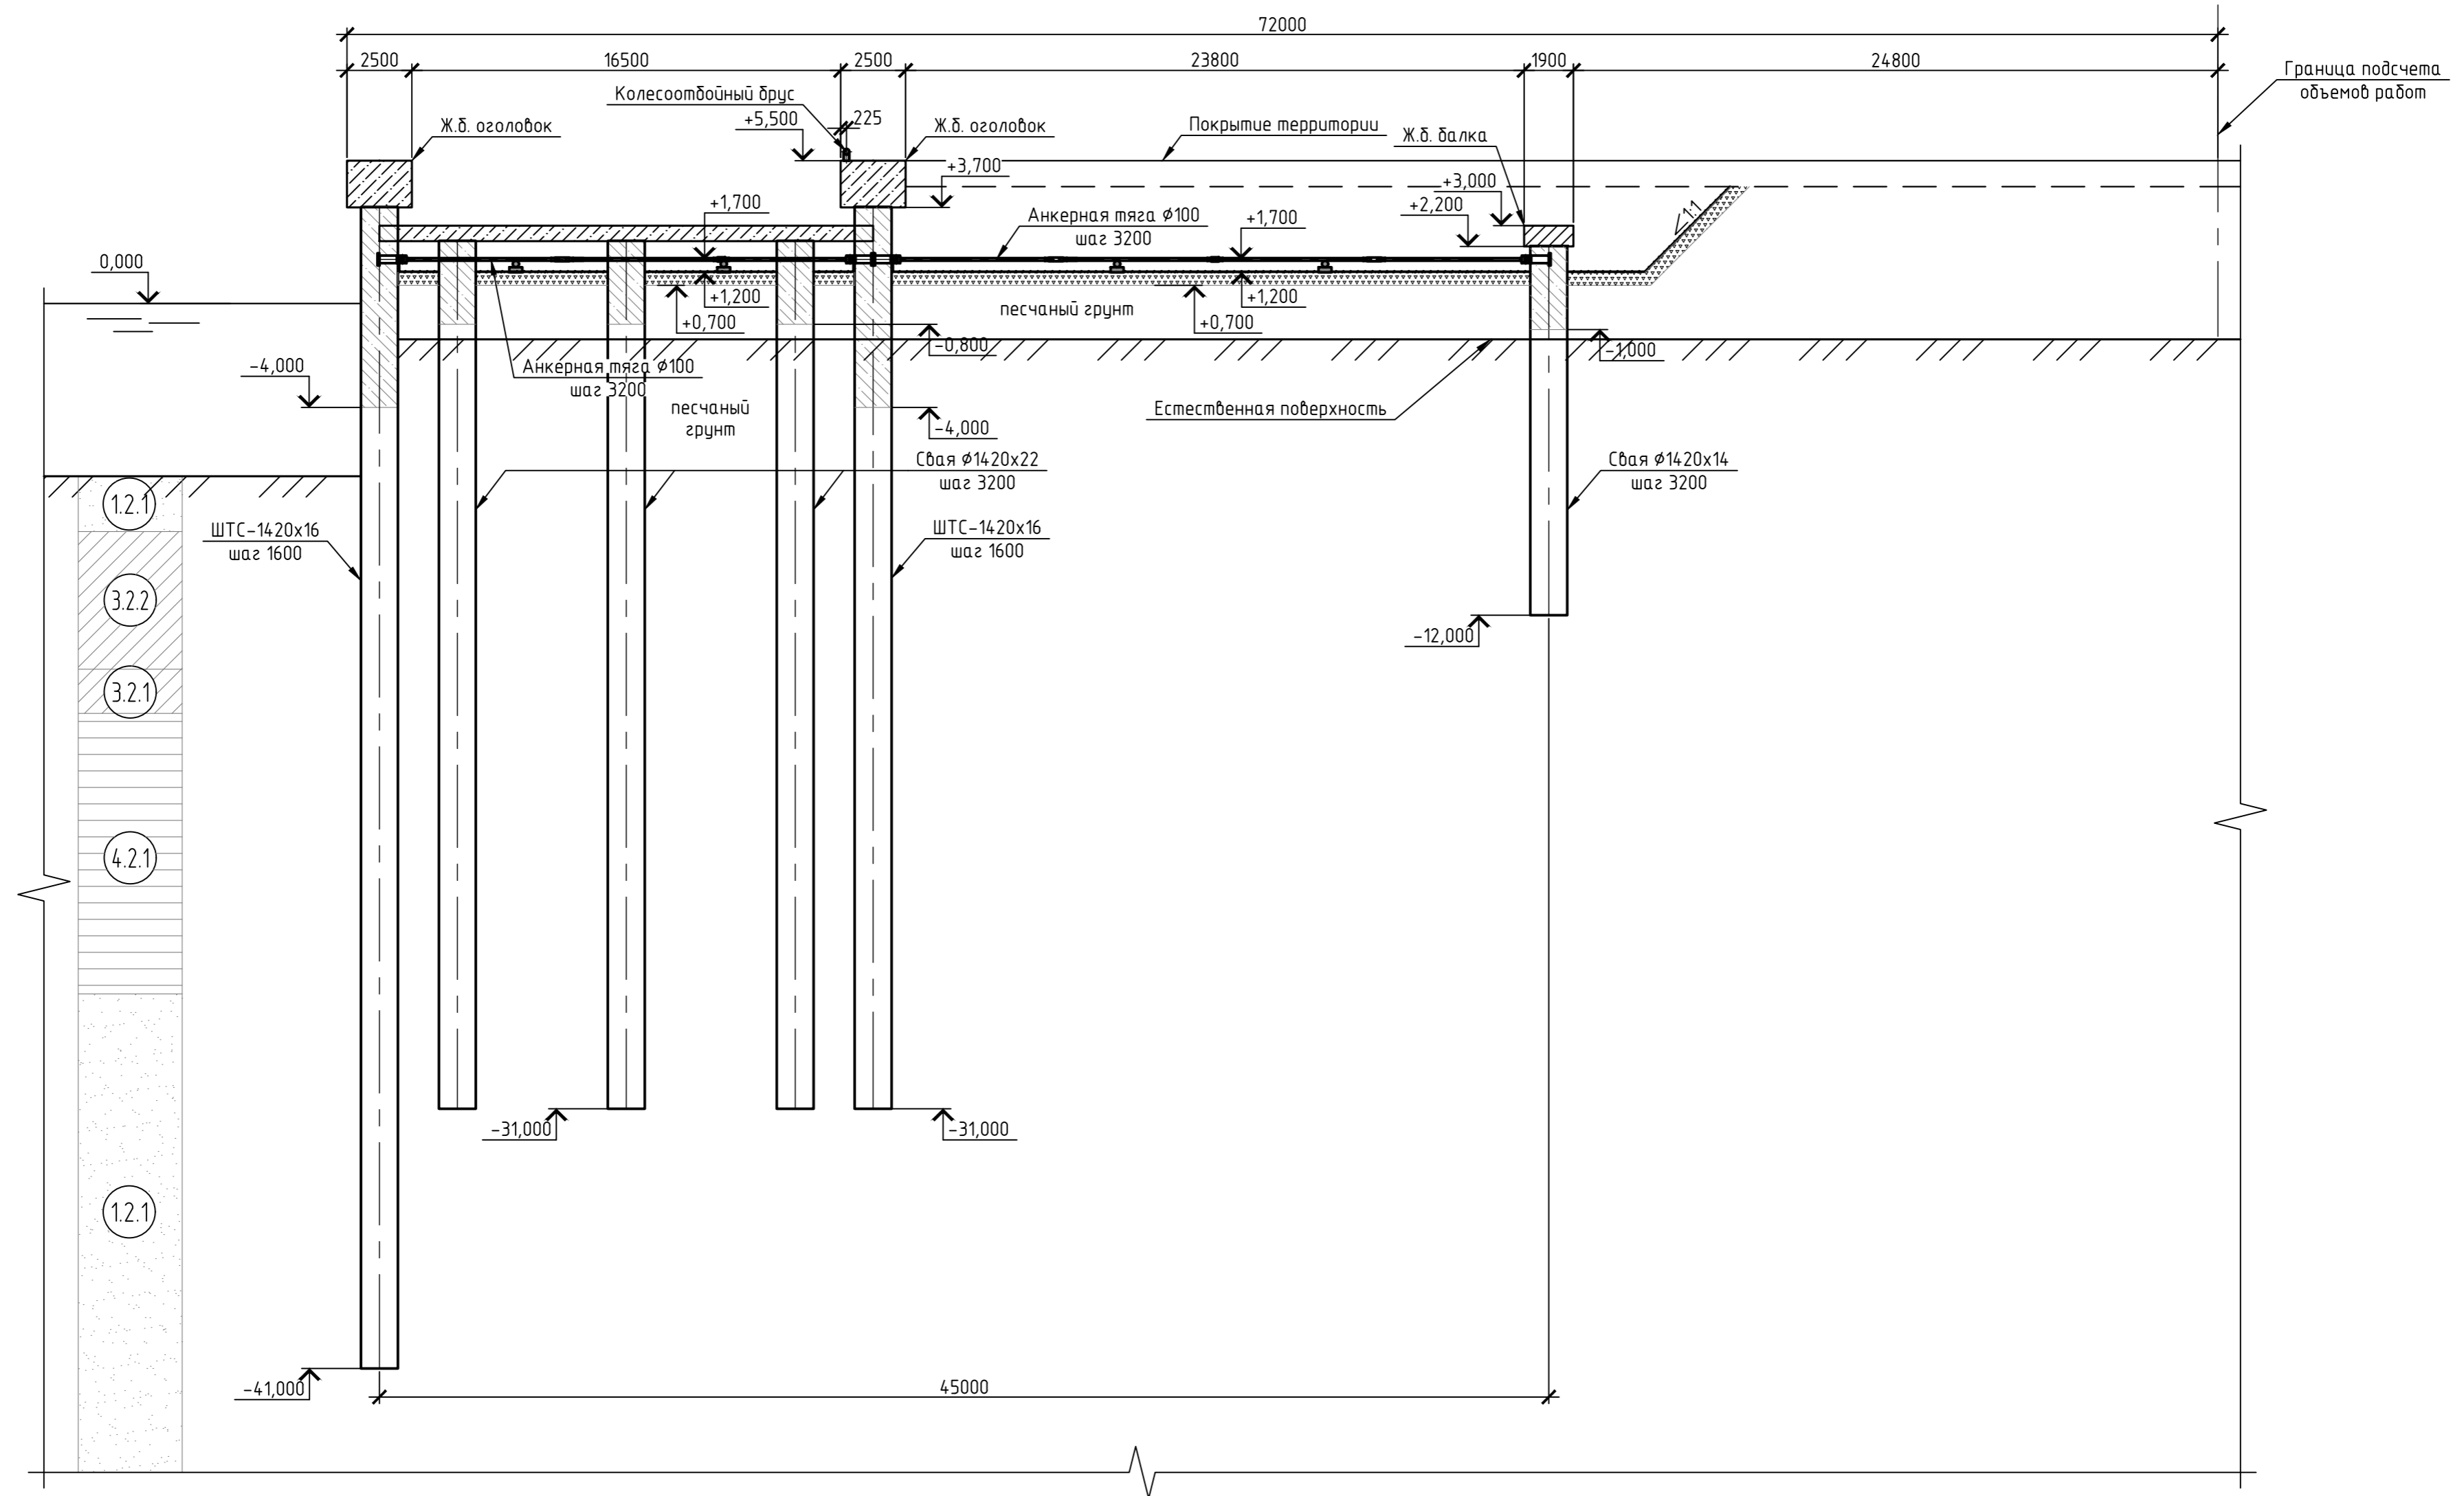 72000
2500
16500
2500
23800
1900
24800
Граница подсчета
объемов работ
Колесоотбойный брус
+5,500
225
Ж.б. оголовок
Ж.б. оголовок
Покрытие территории
Ж.б. балка
+3,700
+3,000
+2,200
+1,700
Анкерная тяга Ø100
шаг 3200
+1,700
1:1
0,000
+1,200
+0,700
песчаный грунт
+1,200
+0,700
-0,800
-1,000
-4,000
Анкерная тяга Ø100
шаг 3200
песчаный
грунт
-4,000
Естественная поверхность
Свая Ø1420х22
шаг 3200
Свая Ø1420х14
шаг 3200
1.2.1
ШТС-1420х16
шаг 1600
ШТС-1420х16
шаг 1600
3.2.2
-12,000
3.2.1
4.2.1
-31,000
-31,000
1.2.1
-41,000
45000